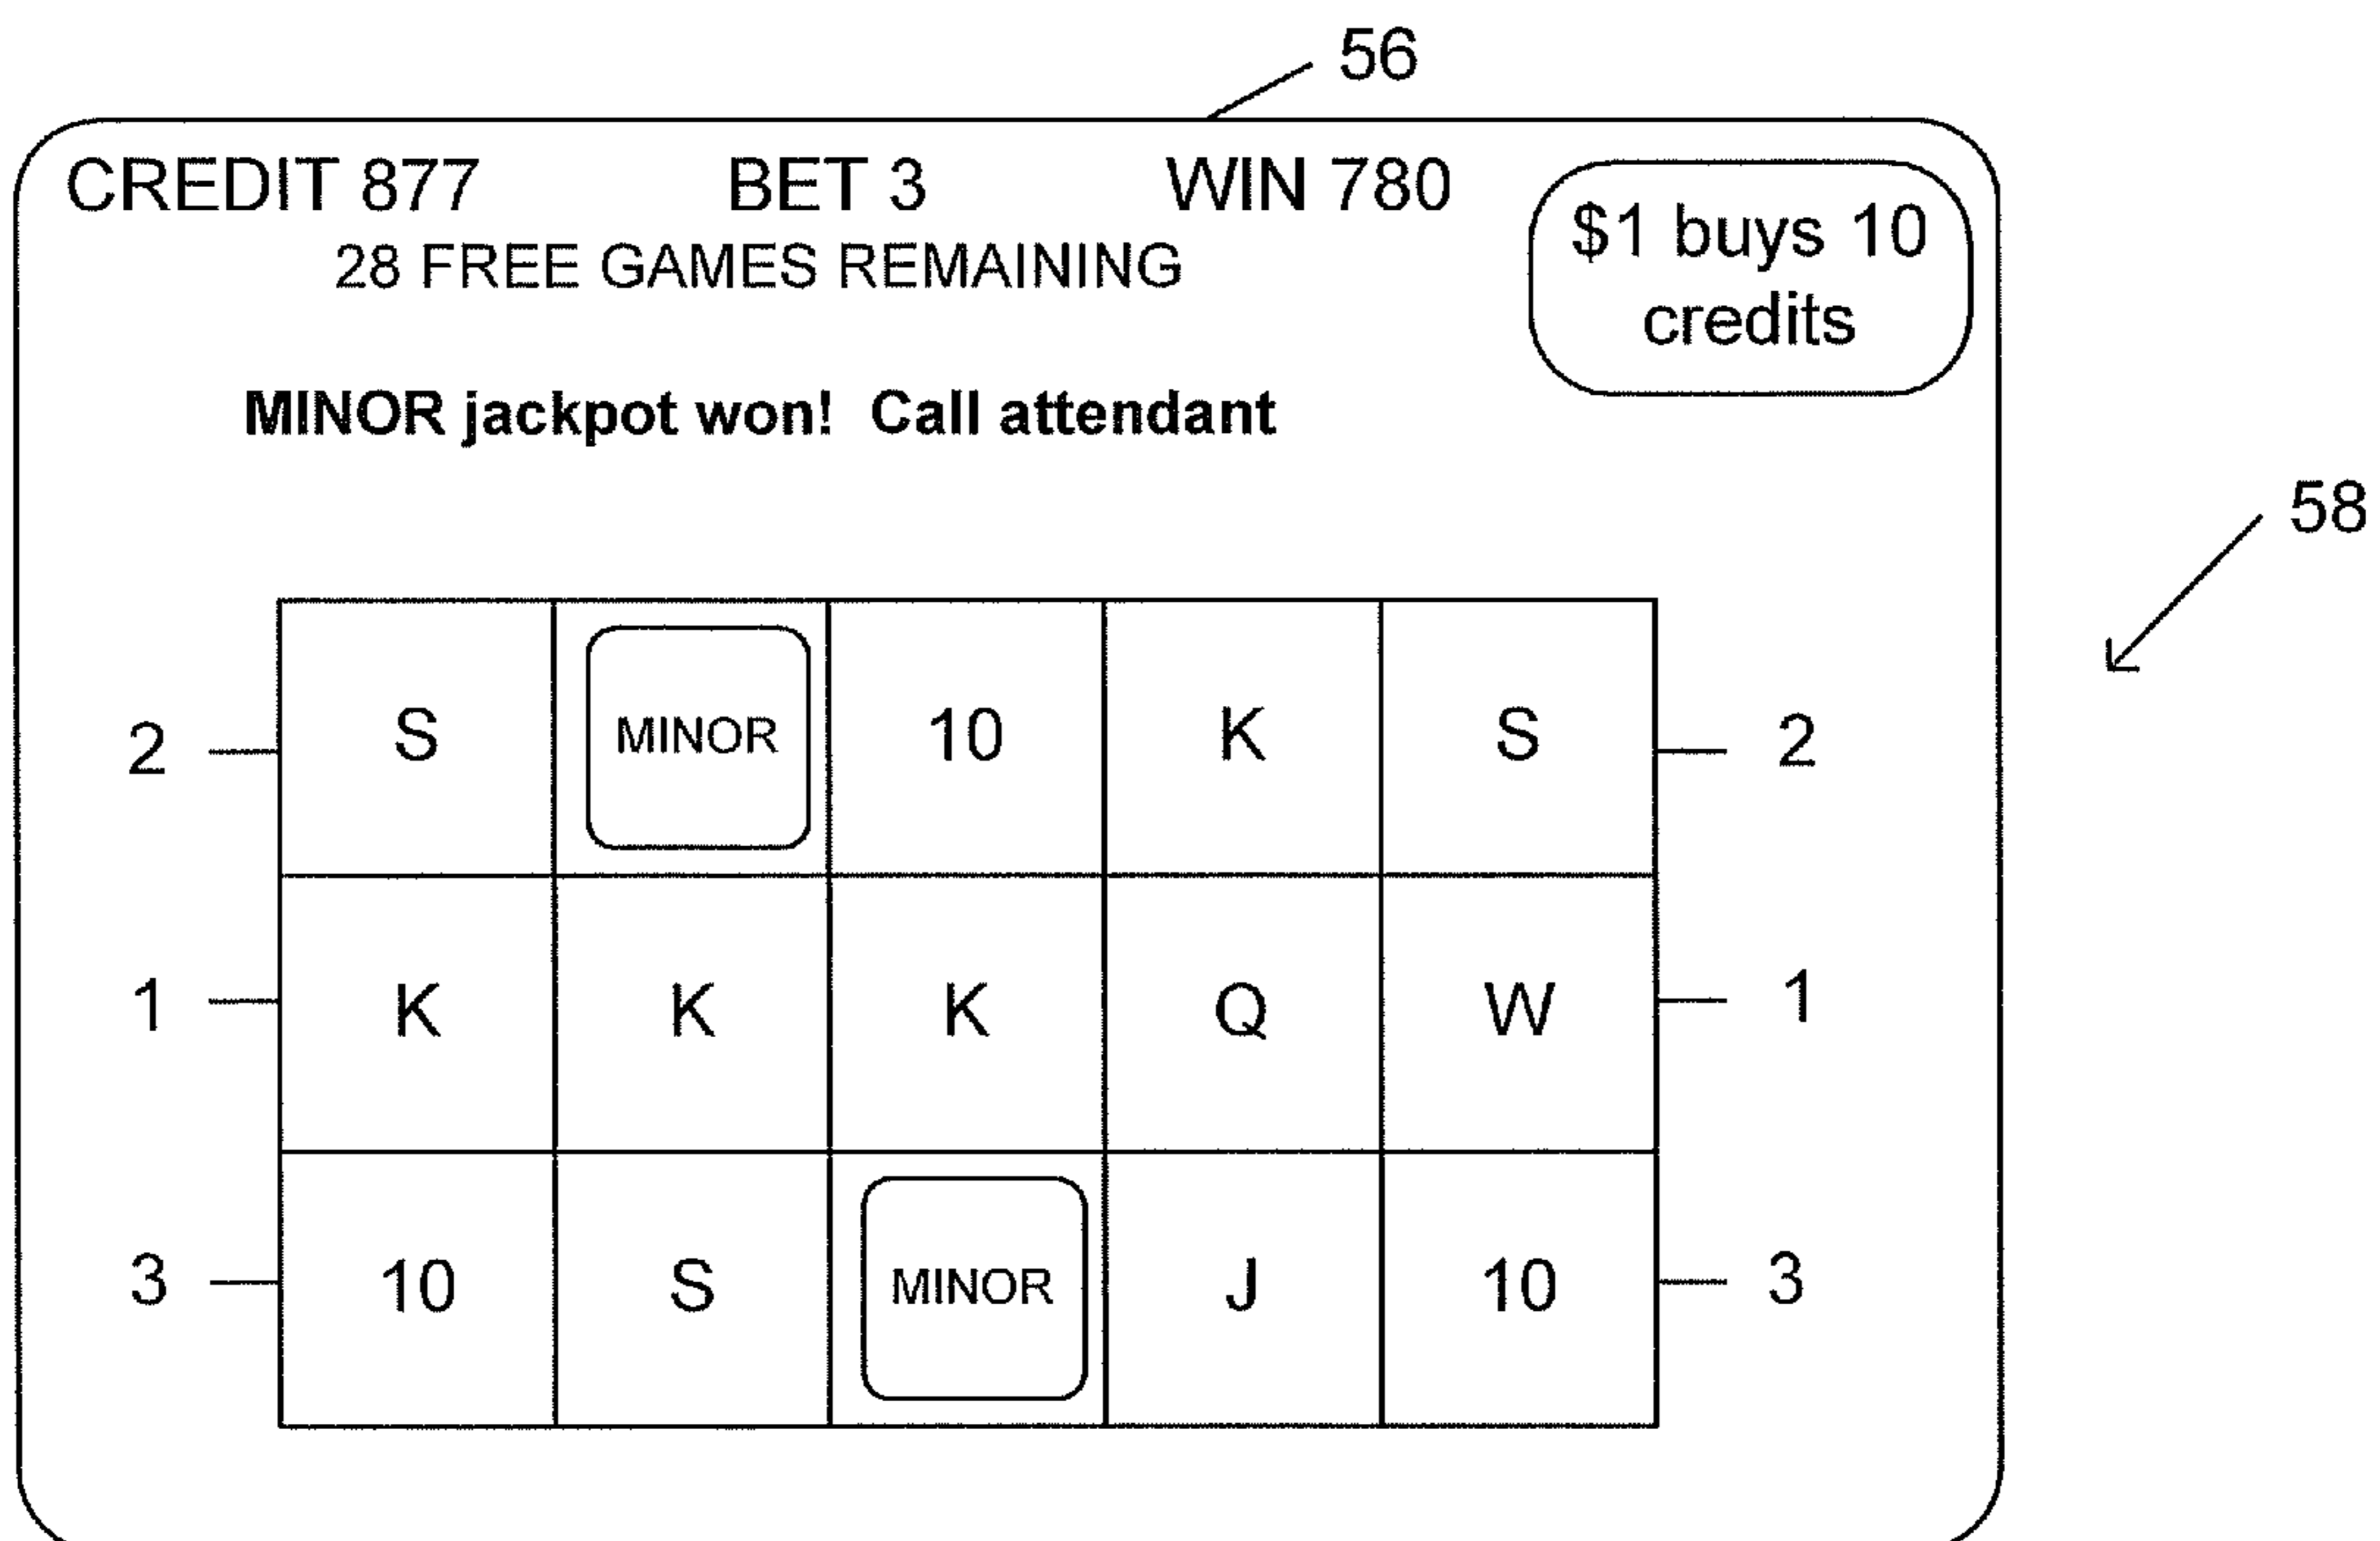 56
CREDIT 877 BET 3 WIN 780
$1 buys 10
credits
28 FREE GAMES REMAINING
MINOR jackpot won! Call attendant
58
2 S MINOR 10 K S 2
1 K K K Q W 1
3 10 S MINOR J 10 3